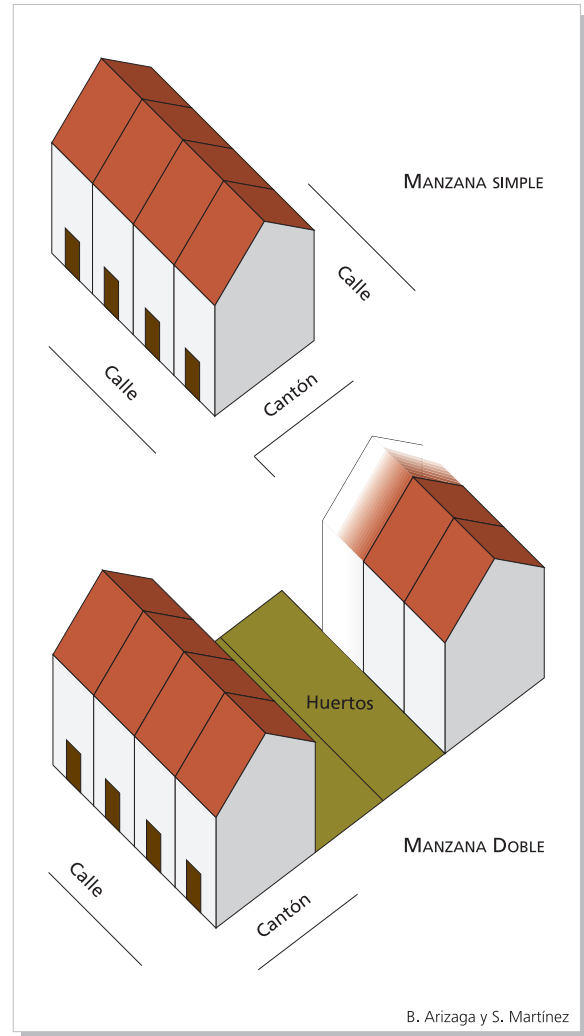 MANZANA SIMPLE
Calle
Calle
Cantón
Huertos
MANZANA DOBLE
Calle
Cantón
B. Arizaga y S. Martínez